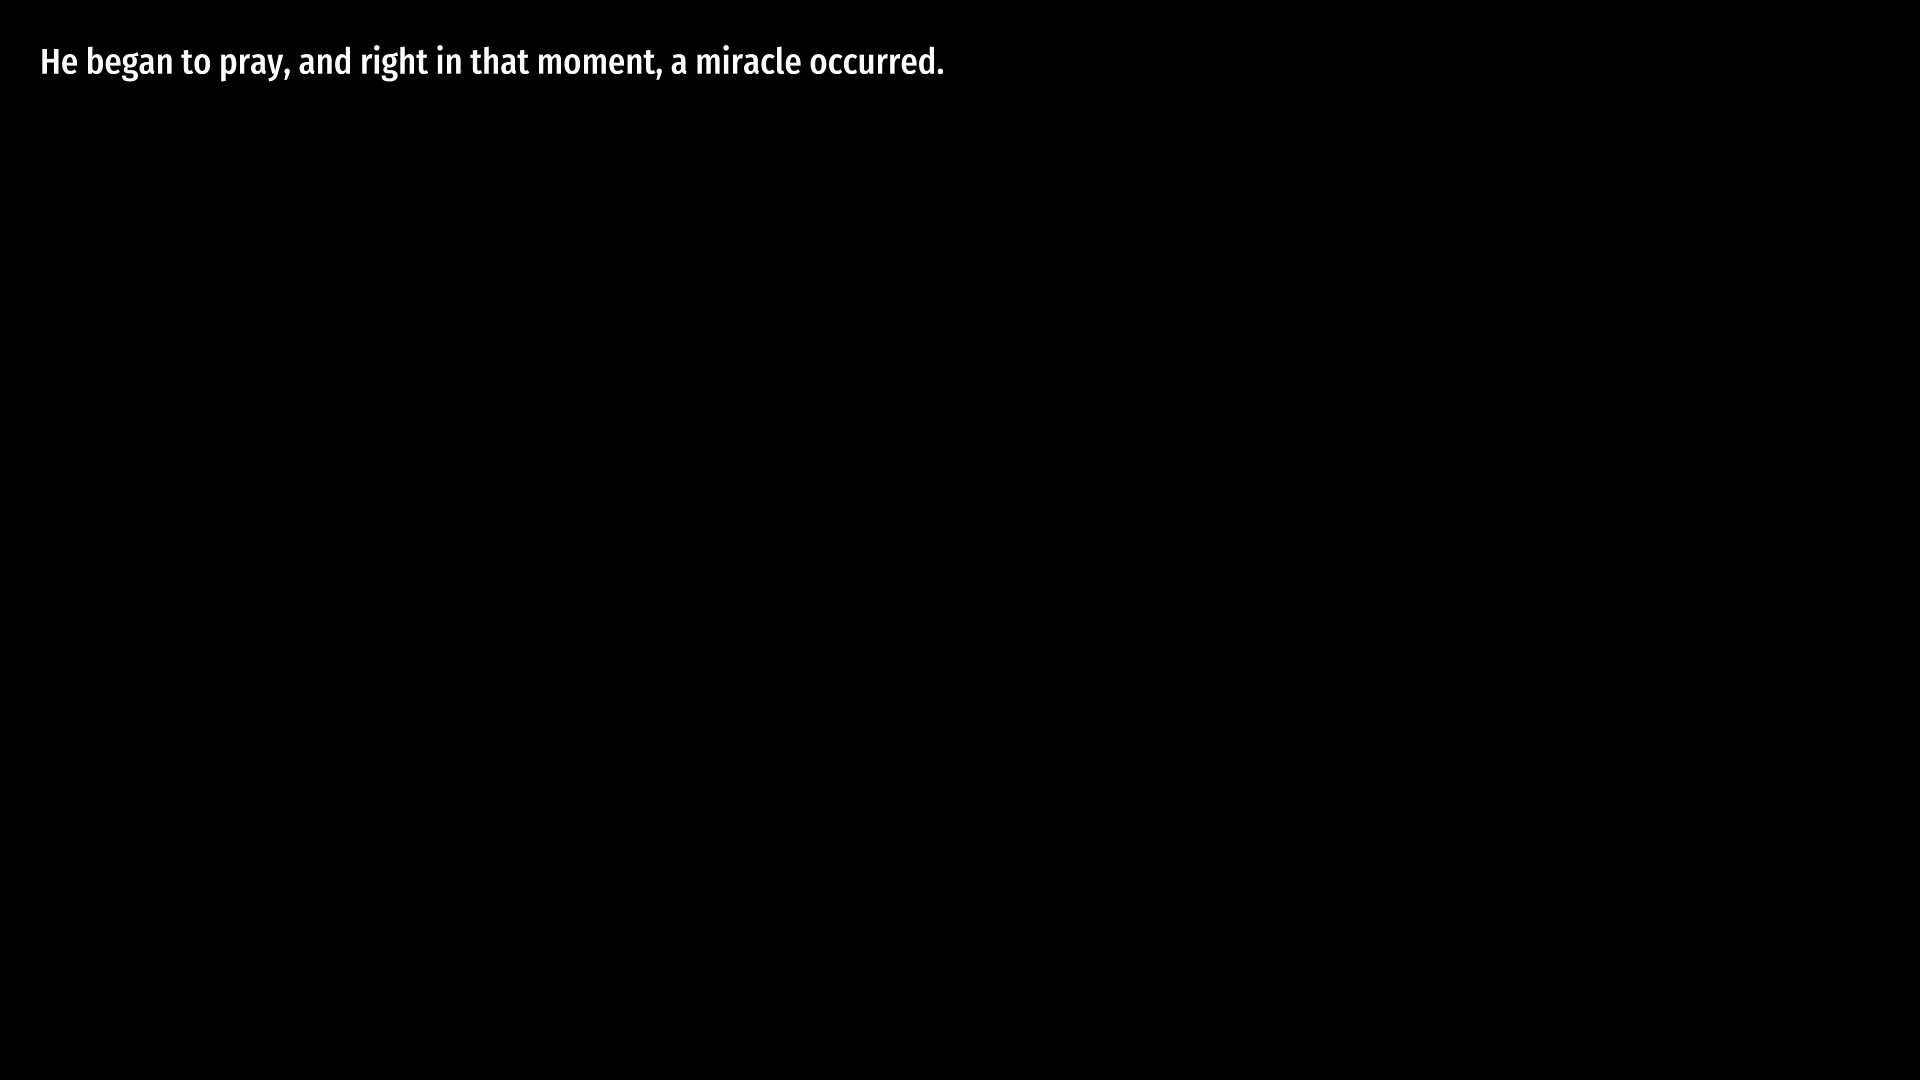 He began to pray, and right in that moment, a miracle occurred.